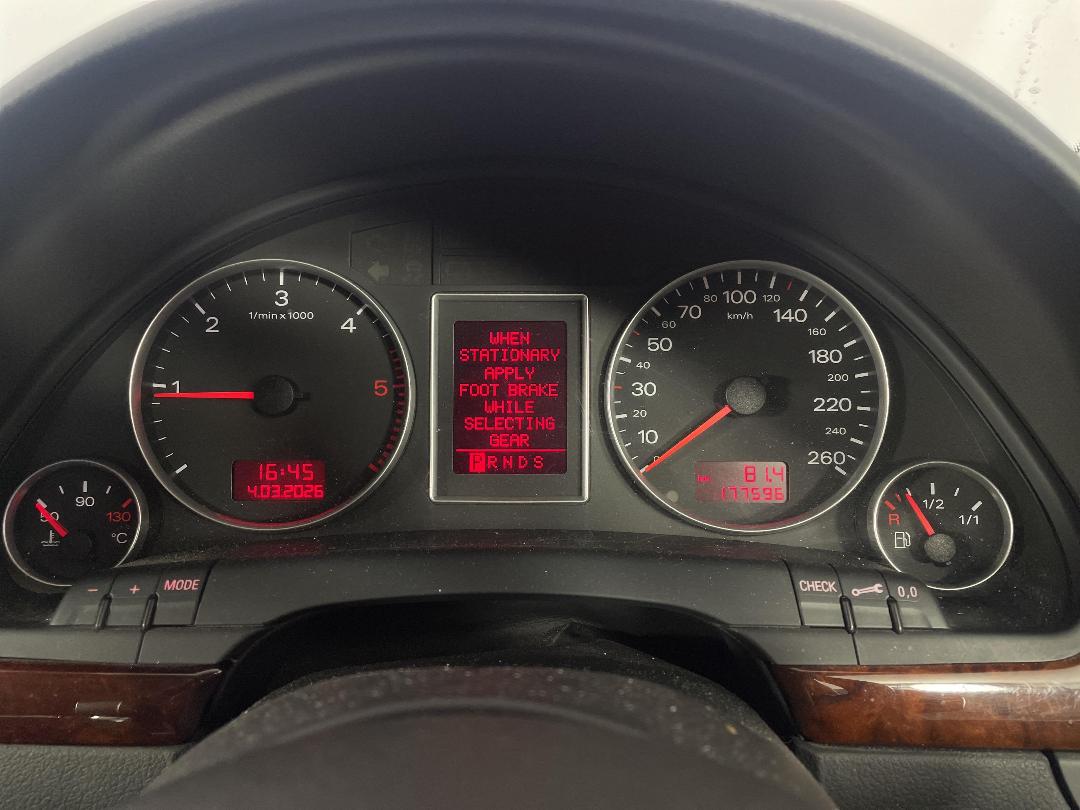 3
1/min x 1000
2
4
1
5
16:45
4.03.2026
WHEN
STATIONARY
APPLY
FOOT BRAKE
WHILE
SELECTING
GEAR
PRNDS
80 100 120
70 km/h 140
60 160
50 180
40 200
30 220
20 240
10 260
0
km 81.4
177596
50 90 130
°C
R 1/2 1/1
- + MODE
CHECK 0,0